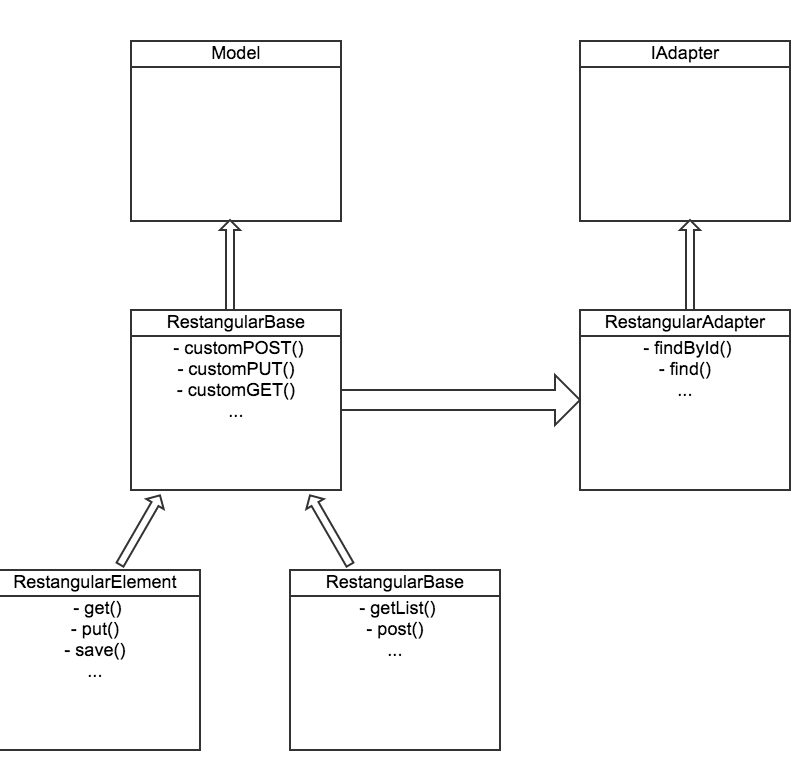 Model
IAdapter
RestangularBase
- customPOST()
- customPUT()
- customGET()
...
RestangularAdapter
- findById()
- find()
...
RestangularElement
- get()
- put()
- save()
...
RestangularBase
- getList()
- post()
...